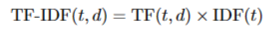 TF-IDF(t, d) = TF(t, d) × IDF(t)